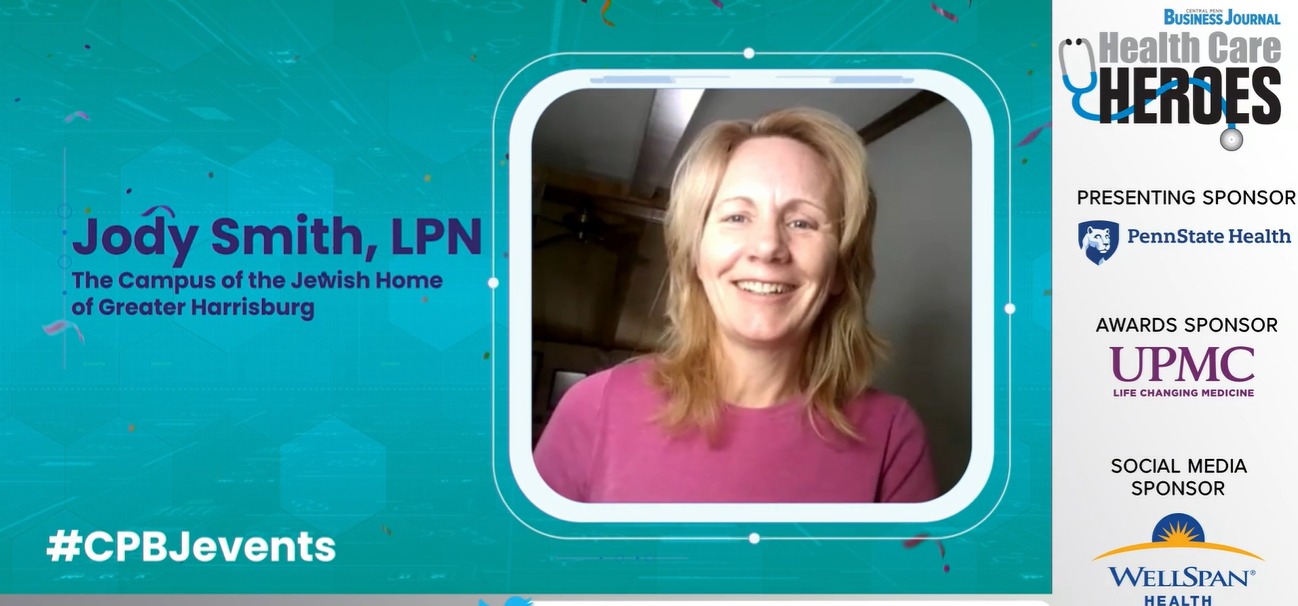 Jody Smith, LPN
The Campus of the Jewish Home
of Greater Harrisburg
#CPBJevents
CENTRAL PENN
BUSINESS JOURNAL
Health Care
HEROES
PRESENTING SPONSOR
PennState Health
AWARDS SPONSOR
UPMC
LIFE CHANGING MEDICINE
SOCIAL MEDIA
SPONSOR
WELLSPAN®
HEALTH